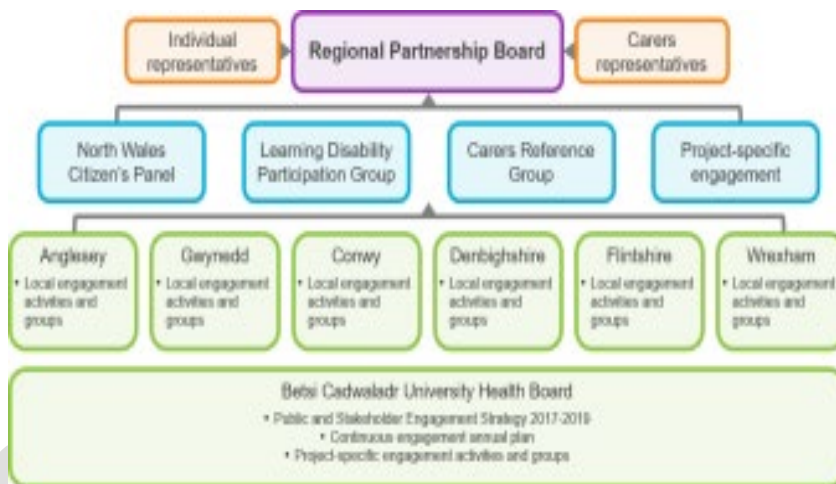 Individual
representatives
Regional Partnership Board
Carers
representatives
North Wales
Citizen's Panel
Learning Disability
Participation Group
Carers Reference
Group
Project-specific
engagement
Anglesey
• Local engagement
activities and
groups
Gwynedd
• Local engagement
activities and
groups
Conwy
• Local engagement
activities and
groups
Denbighshire
• Local engagement
activities and
groups
Flintshire
• Local engagement
activities and
groups
Wrexham
• Local engagement
activities and
groups
Betsi Cadwaladr University Health Board
• Public and Stakeholder Engagement Strategy 2017-2019
• Continuous engagement annual plan
• Project-specific engagement activities and groups